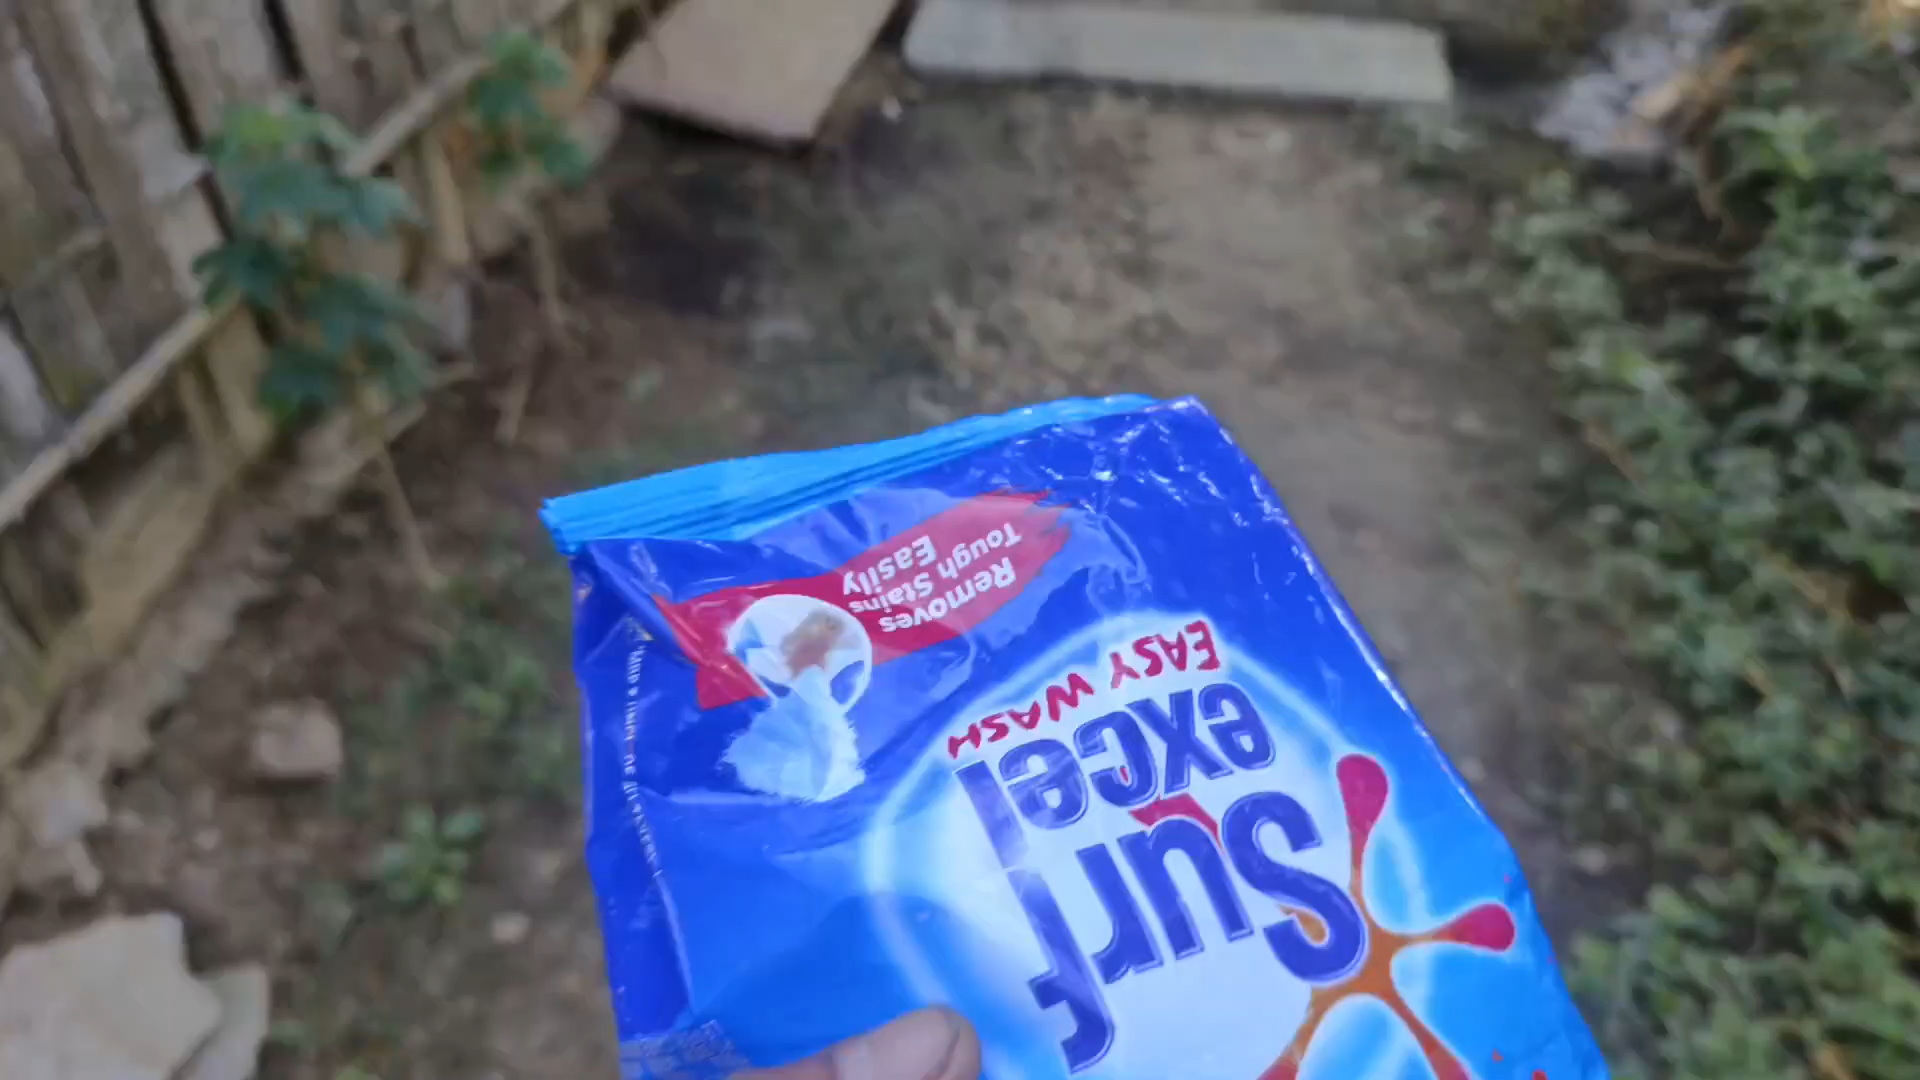 Surf
excel
EASY WASH
Removes
Tough Stains
Easily